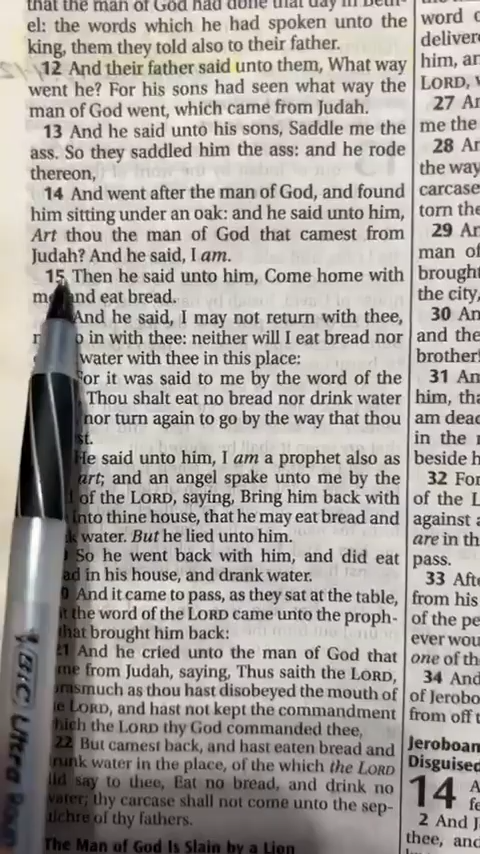 that the man of God had done that day in Beth-
el: the words which he had spoken unto the
king, them they told also to their father.
12 And their father said unto them, What way
went he? For his sons had seen what way the
man of God went, which came from Judah.
13 And he said unto his sons, Saddle me the
ass. So they saddled him the ass: and he rode
thereon,
14 And went after the man of God, and found
him sitting under an oak: and he said unto him,
Art thou the man of God that camest from
Judah? And he said, I am.
15 Then he said unto him, Come home with
and eat bread.
And he said, I may not return with thee,
in with thee: neither will I eat bread nor
water with thee in this place:
For it was said to me by the word of the
, Thou shalt eat no bread nor drink water
nor turn again to go by the way that thou
st.
He said unto him, I am a prophet also as
art; and an angel spake unto me by the
of the LORD, saying, Bring him back with
into thine house, that he may eat bread and
water. But he lied unto him.
So he went back with him, and did eat
ad in his house, and drank water.
And it came to pass, as they sat at the table,
the word of the LORD came unto the proph-
that brought him back:
21 And he cried unto the man of God that
me from Judah, saying, Thus saith the LORD,
orasmuch as thou hast disobeyed the mouth of
e LORD, and hast not kept the commandment
hich the LORD thy God commanded thee,
22 But camest back, and hast eaten bread and
runk water in the place, of the which the LORD
did say to thee, Eat no bread, and drink no
water; thy carcase shall not come unto the sep-
ulchre of thy fathers.
The Man of God Is Slain by a Lion
word
deliver
him, an
LORD,
27 An
me the
28 An
the way
carcase
torn the
29 An
man of
brought
the city,
30 An
and the
brother!
31 An
him, tha
am dead
in the
beside h
32 For
of the L
against a
are in th
pass.
33 Afte
from his
of the pe
ever wou
one of th
34 And
of Jerobo
from off t
Jeroboan
Disguised
14 A
fe
2 And J
thee, and
BIC Ultra